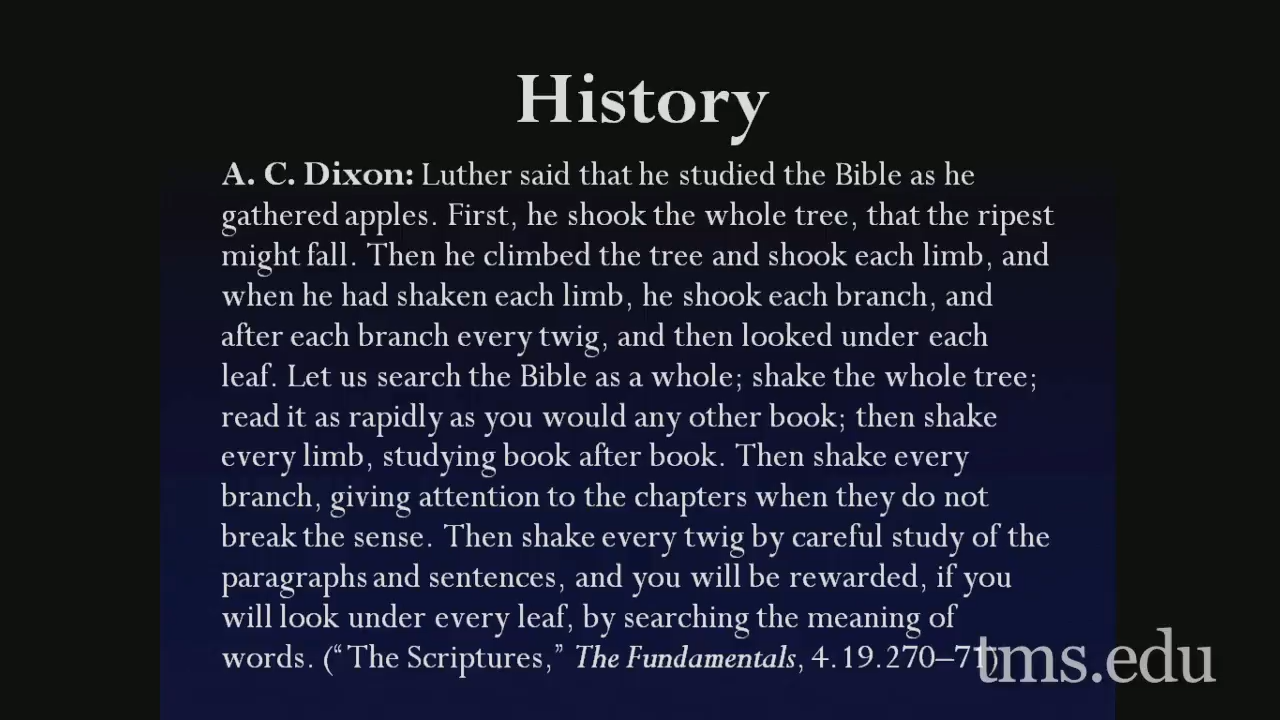 History
A. C. Dixon: Luther said that he studied the Bible as he
gathered apples. First, he shook the whole tree, that the ripest
might fall. Then he climbed the tree and shook each limb, and
when he had shaken each limb, he shook each branch, and
after each branch every twig, and then looked under each
leaf. Let us search the Bible as a whole; shake the whole tree;
read it as rapidly as you would any other book; then shake
every limb, studying book after book. Then shake every
branch, giving attention to the chapters when they do not
break the sense. Then shake every twig by careful study of the
paragraphs and sentences, and you will be rewarded, if you
will look under every leaf, by searching the meaning of
words. (“The Scriptures,” The Fundamentals, 4.19.270–71)
tms.edu